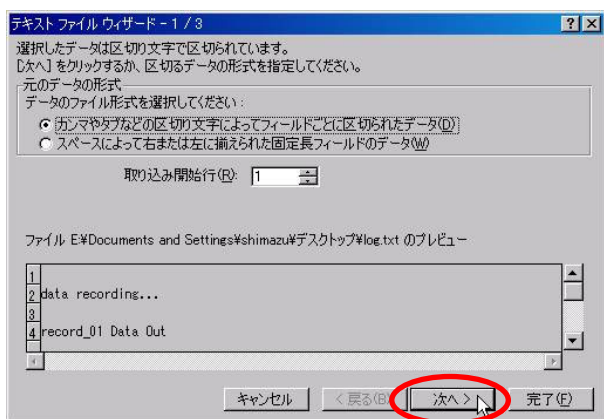 テキスト ファイル ウィザード - 1 / 3
選択したデータは区切り文字で区切られています。
[次へ] をクリックするか、区切るデータの形式を指定してください。
元のデータの形式
データのファイル形式を選択してください :
カンマやタブなどの区切り文字によってフィールドごとに区切られたデータ(D)
スペースによって右または左に揃えられた固定長フィールドのデータ(W)
取り込み開始行(R): 1
ファイル E:¥Documents and Settings¥shimazu¥デスクトップ¥log.txt のプレビュー
1
2 data recording...
3
4 record_01 Data Out
キャンセル < 戻る(B) 次へ > 完了(F)